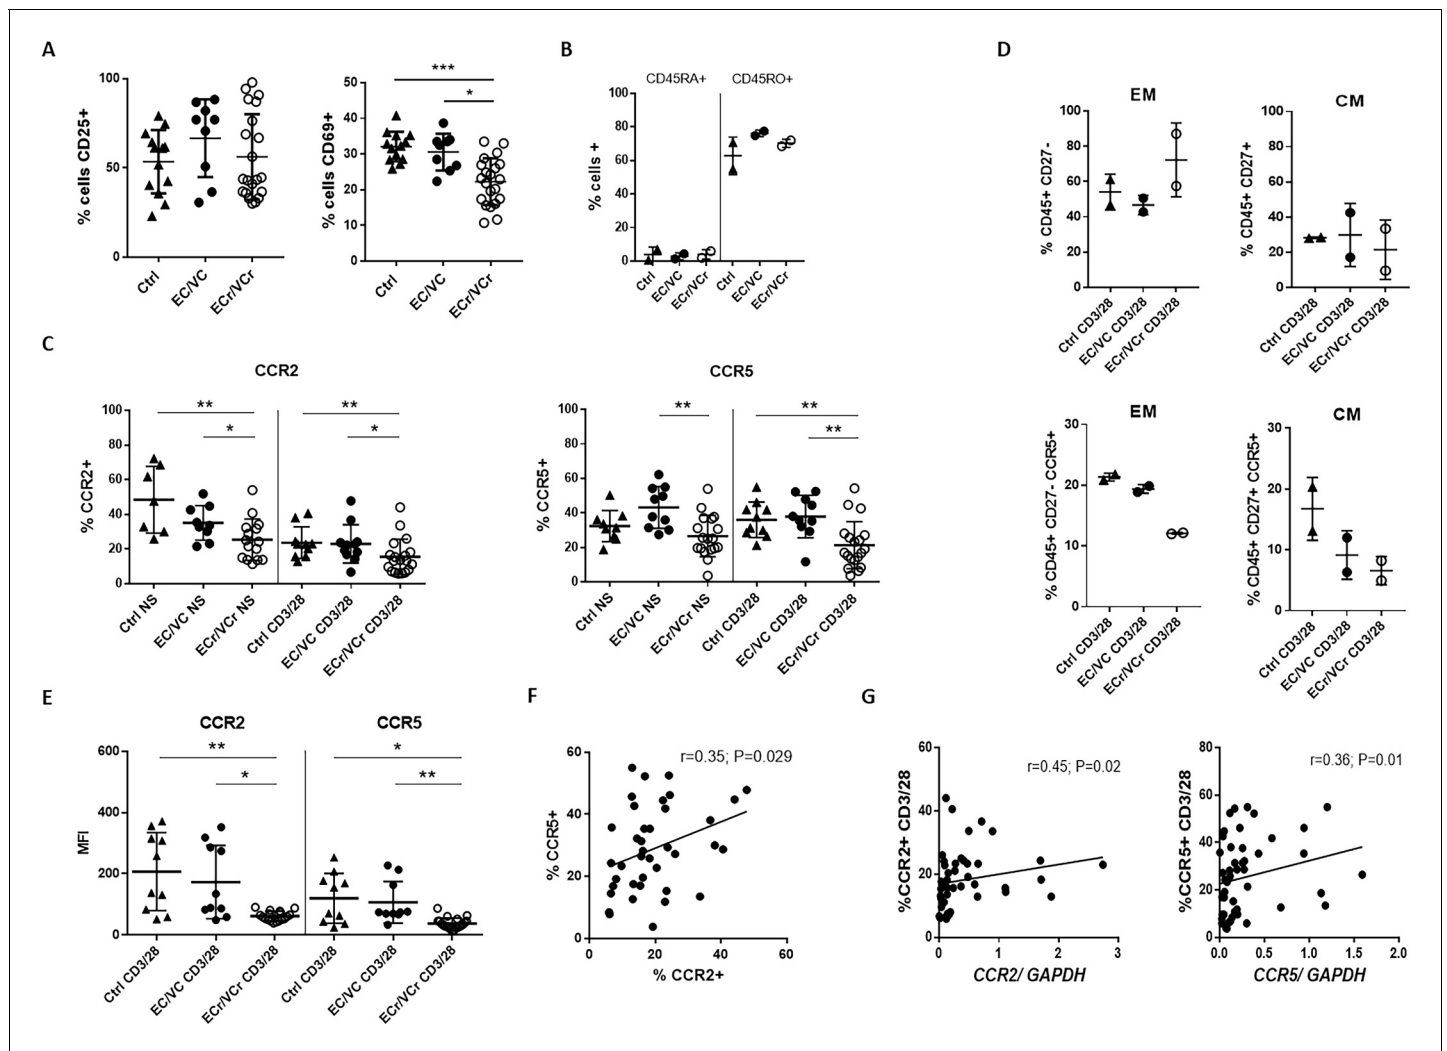 A
% cells CD25+
100
50
0
Ctrl
EC/VC
ECr/VCr
% cells CD69+
50
40
30
20
10
0
***
*
Ctrl
EC/VC
ECr/VCr
B
CD45RA+
CD45RO+
% cells +
100
80
60
40
20
0
Ctrl
EC/VC
ECr/VCr
Ctrl
EC/VC
ECr/VCr
D
EM
% CD45+ CD27-
100
80
60
40
20
0
Ctrl CD3/28
EC/VC CD3/28
ECr/VCr CD3/28
CM
% CD45+ CD27+
100
80
60
40
20
0
Ctrl CD3/28
EC/VC CD3/28
ECr/VCr CD3/28
EM
% CD45+ CD27- CCR5+
30
20
10
0
Ctrl CD3/28
EC/VC CD3/28
ECr/VCr CD3/28
CM
% CD45+ CD27+ CCR5+
30
20
10
0
Ctrl CD3/28
EC/VC CD3/28
ECr/VCr CD3/28
C
CCR2
% CCR2+
100
80
60
40
20
0
**
*
**
*
Ctrl NS
EC/VC NS
ECr/VCr NS
Ctrl CD3/28
EC/VC CD3/28
ECr/VCr CD3/28
CCR5
% CCR5+
100
80
60
40
20
0
**
**
**
Ctrl NS
EC/VC NS
ECr/VCr NS
Ctrl CD3/28
EC/VC CD3/28
ECr/VCr CD3/28
E
CCR2
CCR5
MFI
600
400
200
0
**
*
*
**
Ctrl CD3/28
EC/VC CD3/28
ECr/VCr CD3/28
Ctrl CD3/28
EC/VC CD3/28
ECr/VCr CD3/28
F
r=0.35; P=0.029
% CCR5+
60
40
20
0
0
20
40
60
% CCR2+
G
r=0.45; P=0.02
%CCR2+ CD3/28
60
40
20
0
0
1
2
3
CCR2/ GAPDH
r=0.36; P=0.01
%CCR5+ CD3/28
80
60
40
20
0
0.0
0.5
1.0
1.5
2.0
CCR5/ GAPDH